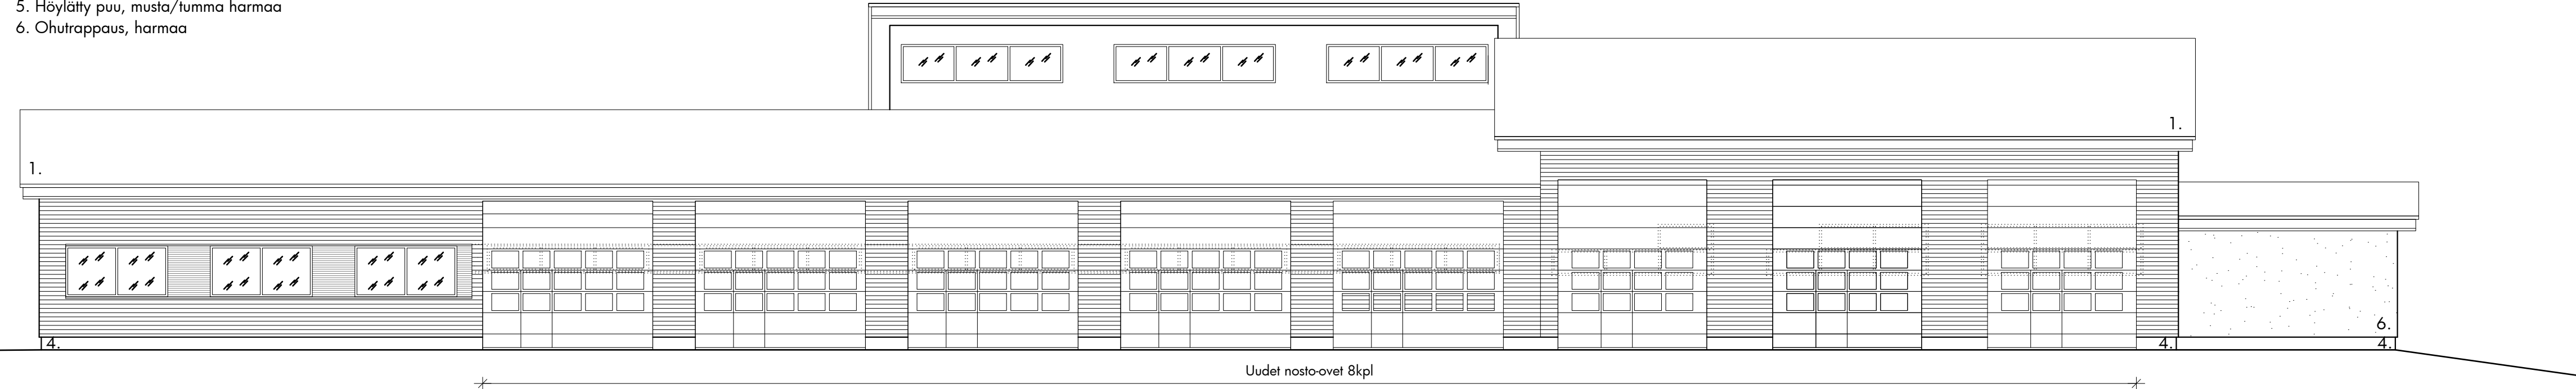 5. Höylätty puu, musta/tumma harmaa
6. Ohutrappaus, harmaa
1.
1.
6.
4.
4.
4.
Uudet nosto-ovet 8kpl